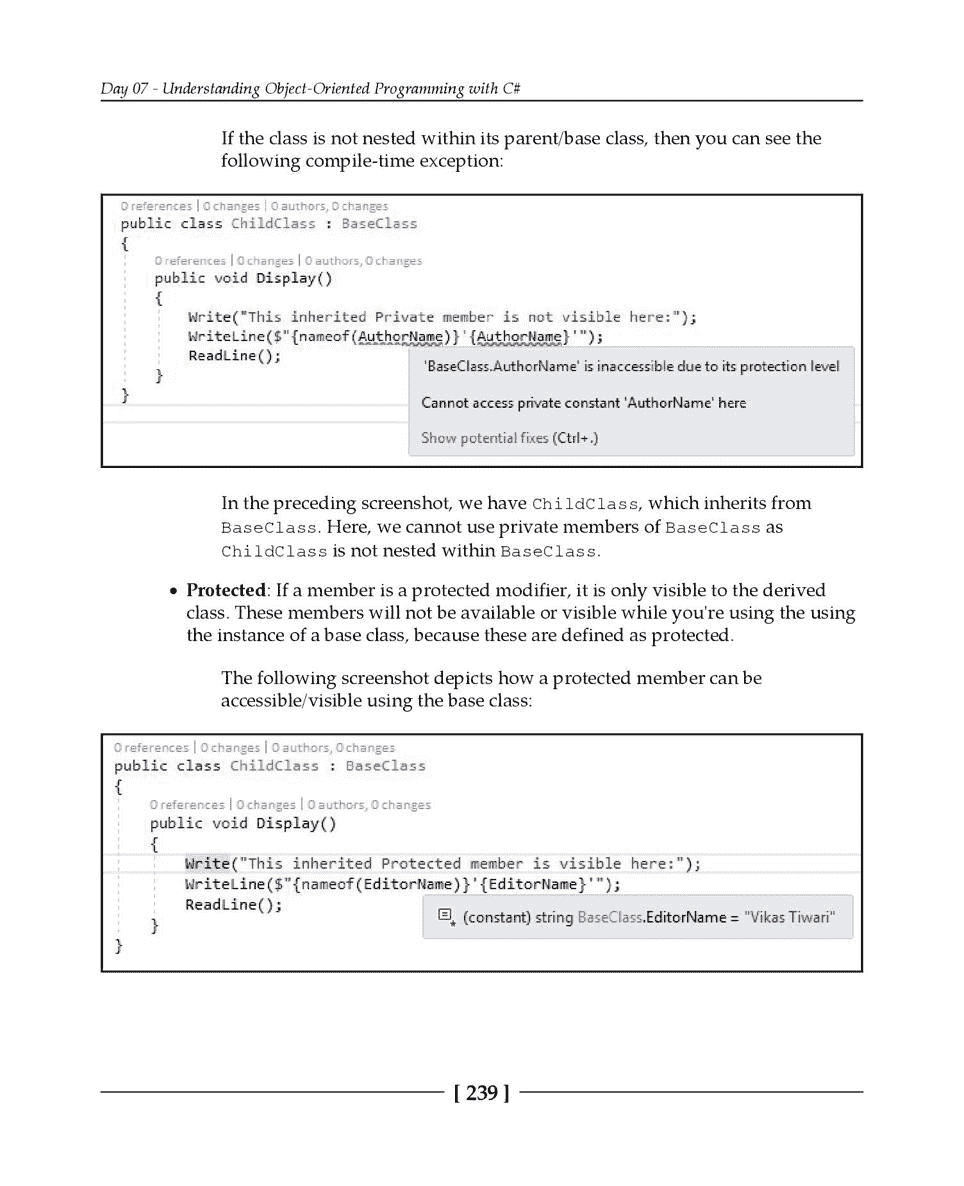 Day 07 - Understanding Object-Oriented Programming with C#
If the class is not nested within its parent/base class, then you can see the
following compile-time exception:
0 references | 0 changes | 0 authors, 0 changes
public class ChildClass : BaseClass
{
0 references | 0 changes | 0 authors, 0 changes
public void Display()
{
Write("This inherited Private member is not visible here:");
WriteLine($"{nameof(AuthorName)}'{AuthorName}'");
ReadLine();
}
}
'BaseClass.AuthorName' is inaccessible due to its protection level
Cannot access private constant 'AuthorName' here
Show potential fixes (Ctrl+.)
In the preceding screenshot, we have ChildClass, which inherits from
BaseClass. Here, we cannot use private members of BaseClass as
ChildClass is not nested within BaseClass.
• Protected: If a member is a protected modifier, it is only visible to the derived
class. These members will not be available or visible while you're using the using
the instance of a base class, because these are defined as protected.
The following screenshot depicts how a protected member can be
accessible/visible using the base class:
0 references | 0 changes | 0 authors, 0 changes
public class ChildClass : BaseClass
{
0 references | 0 changes | 0 authors, 0 changes
public void Display()
{
Write("This inherited Protected member is visible here:");
WriteLine($"{nameof(EditorName)}'{EditorName}'");
ReadLine();
}
}
(constant) string BaseClass.EditorName = "Vikas Tiwari"
[ 239 ]